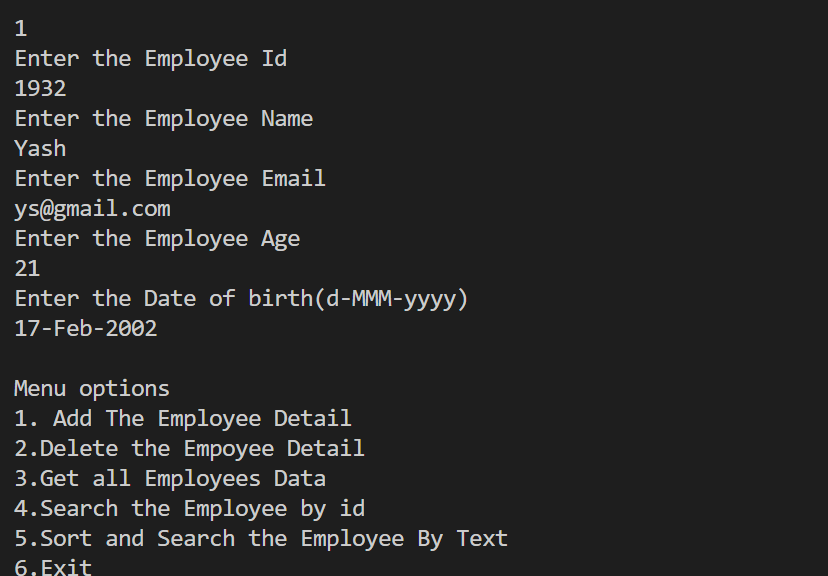 1
Enter the Employee Id
1932
Enter the Employee Name
Yash
Enter the Employee Email
ys@gmail.com
Enter the Employee Age
21
Enter the Date of birth(d-MMM-yyyy)
17-Feb-2002
Menu options
1. Add The Employee Detail
2.Delete the Empoyee Detail
3.Get all Employees Data
4.Search the Employee by id
5.Sort and Search the Employee By Text
6.Exit